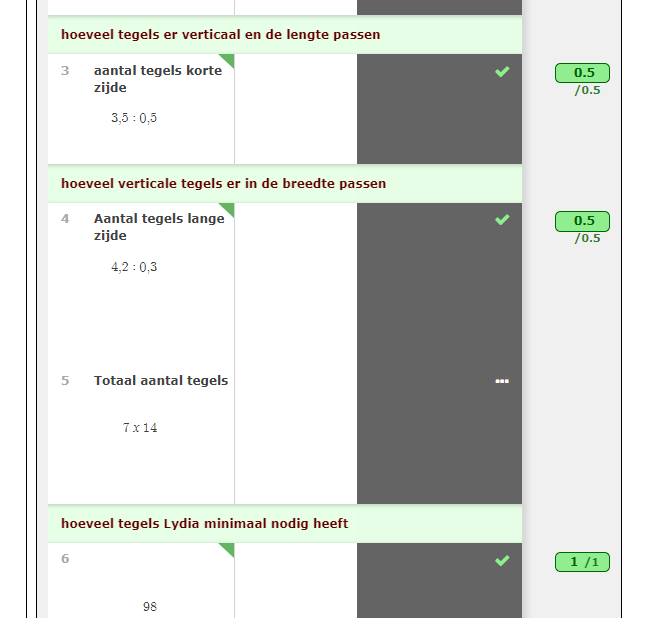 hoeveel tegels er verticaal en de lengte passen
3 aantal tegels korte
zijde
0.5
/0.5
3,5 : 0,5
hoeveel verticale tegels er in de breedte passen
4 Aantal tegels lange
zijde
0.5
/0.5
4,2 : 0,3
5 Totaal aantal tegels
7 x 14
hoeveel tegels Lydia minimaal nodig heeft
6
1 /1
98